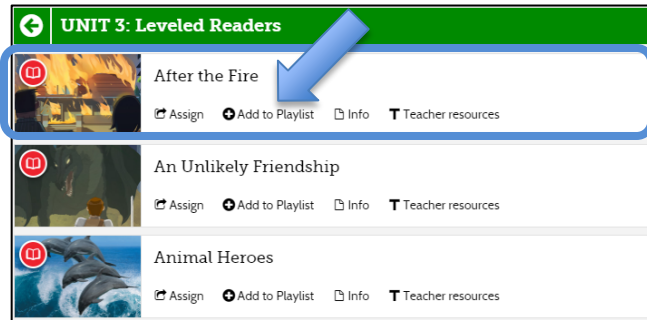 UNIT 3: Leveled Readers
After the Fire
Assign Add to Playlist Info T Teacher resources
An Unlikely Friendship
Assign Add to Playlist Info T Teacher resources
Animal Heroes
Assign Add to Playlist Info T Teacher resources